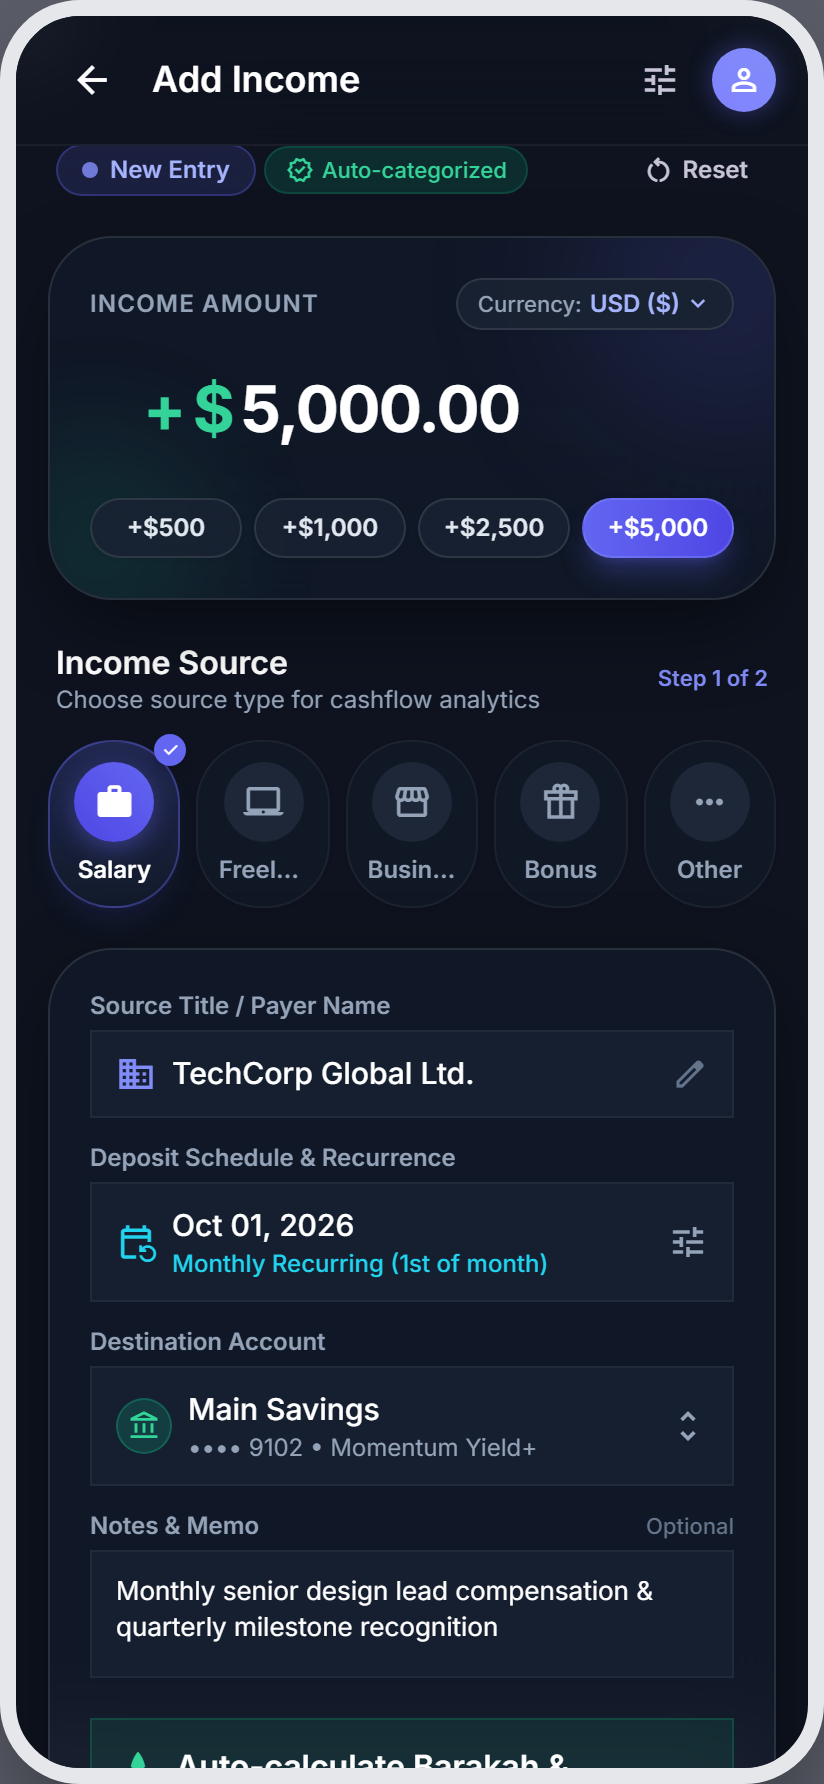 Add Income
New Entry
Auto-categorized
Reset
INCOME AMOUNT
Currency: USD ($)
+ $ 5,000.00
+$500
+$1,000
+$2,500
+$5,000
Income Source
Choose source type for cashflow analytics
Step 1 of 2
Salary
Freel...
Busin...
Bonus
Other
Source Title / Payer Name
TechCorp Global Ltd.
Deposit Schedule & Recurrence
Oct 01, 2026
Monthly Recurring (1st of month)
Destination Account
Main Savings
•••• 9102 • Momentum Yield+
Notes & Memo
Optional
Monthly senior design lead compensation &
quarterly milestone recognition
Auto-calculate Barakah &